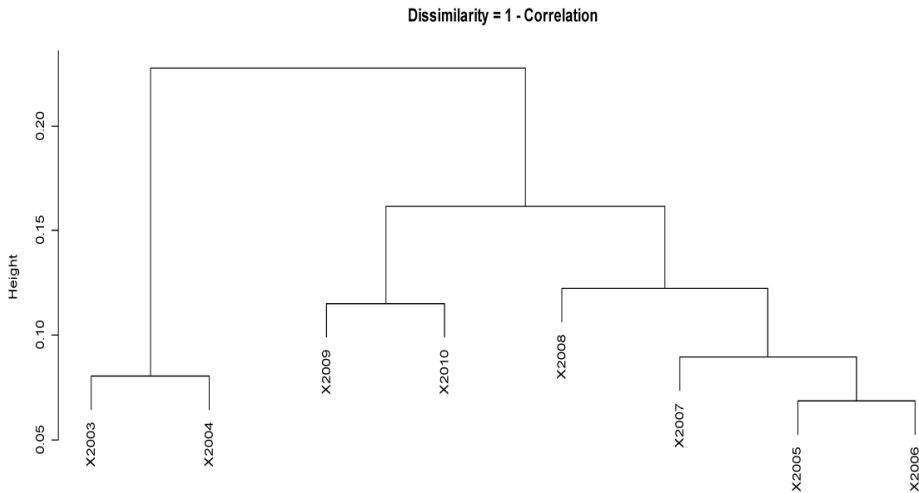 Dissimilarity = 1 - Correlation
Height
0.20
0.15
0.10
0.05
X2003
X2004
X2009
X2010
X2008
X2007
X2005
X2006